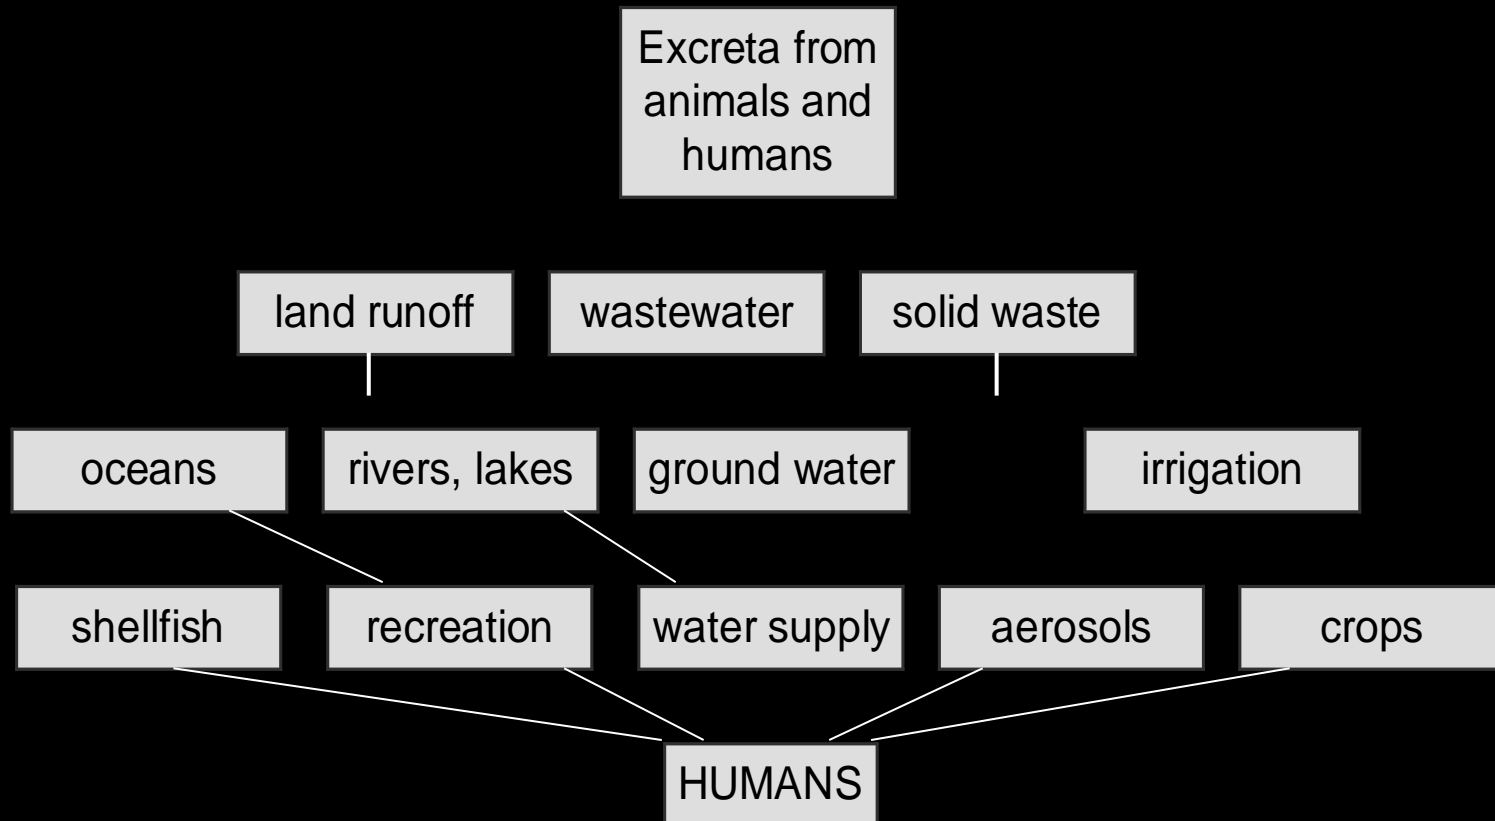 Excreta from
animals and
humans
land runoff
wastewater
solid waste
oceans
rivers, lakes
ground water
irrigation
shellfish
recreation
water supply
aerosols
crops
HUMANS